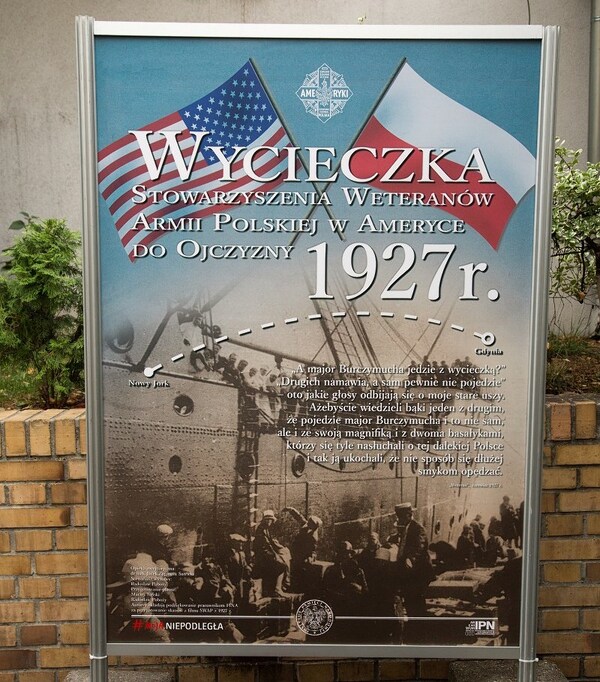 AMERYKI
WYCIECZKA
STOWARZYSZENIA WETERANÓW
ARMII POLSKIEJ W AMERYCE
DO OJCZYZNY
1927r.
Gdynia
Nowy Jork
„A major Burczymucha jedzie z wycieczką?”
„Drugich namawia, a sam pewnie nie pojedzie”
oto jakie głosy odbijają się o moje stare uszy.
Ażebyście wiedzieli bąki jeden z drugim,
że pojedzie major Burczymucha i to nie sam,
ale i ze swoją magnifiką i z dwoma basałykami,
którzy się tyle nasłuchali o tej dalekiej Polsce
i tak ją ukochali, że nie sposób się dłużej
smykom opędzać.
#NIEPODLEGŁA
IPN